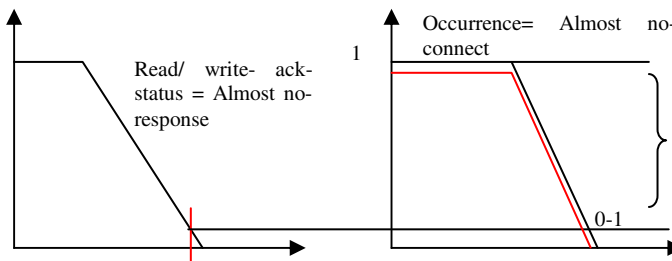 Read/ write- ack-
status = Almost no-
response
1
Occurrence= Almost no-
connect
0-1